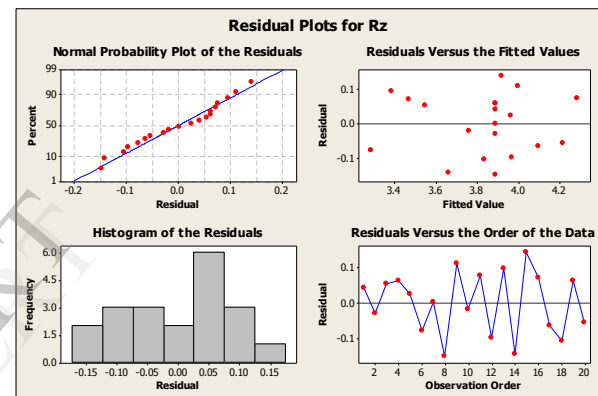 Residual Plots for Rz
Normal Probability Plot of the Residuals
99
90
50
10
1
Percent
-0.2 -0.1 0.0 0.1 0.2
Residual
Residuals Versus the Fitted Values
0.1
0.0
-0.1
Residual
3.4 3.6 3.8 4.0 4.2
Fitted Value
Histogram of the Residuals
6.0
4.5
3.0
1.5
0.0
Frequency
-0.15 -0.10 -0.05 -0.00 0.05 0.10 0.15
Residual
Residuals Versus the Order of the Data
0.1
0.0
-0.1
Residual
2 4 6 8 10 12 14 16 18 20
Observation Order